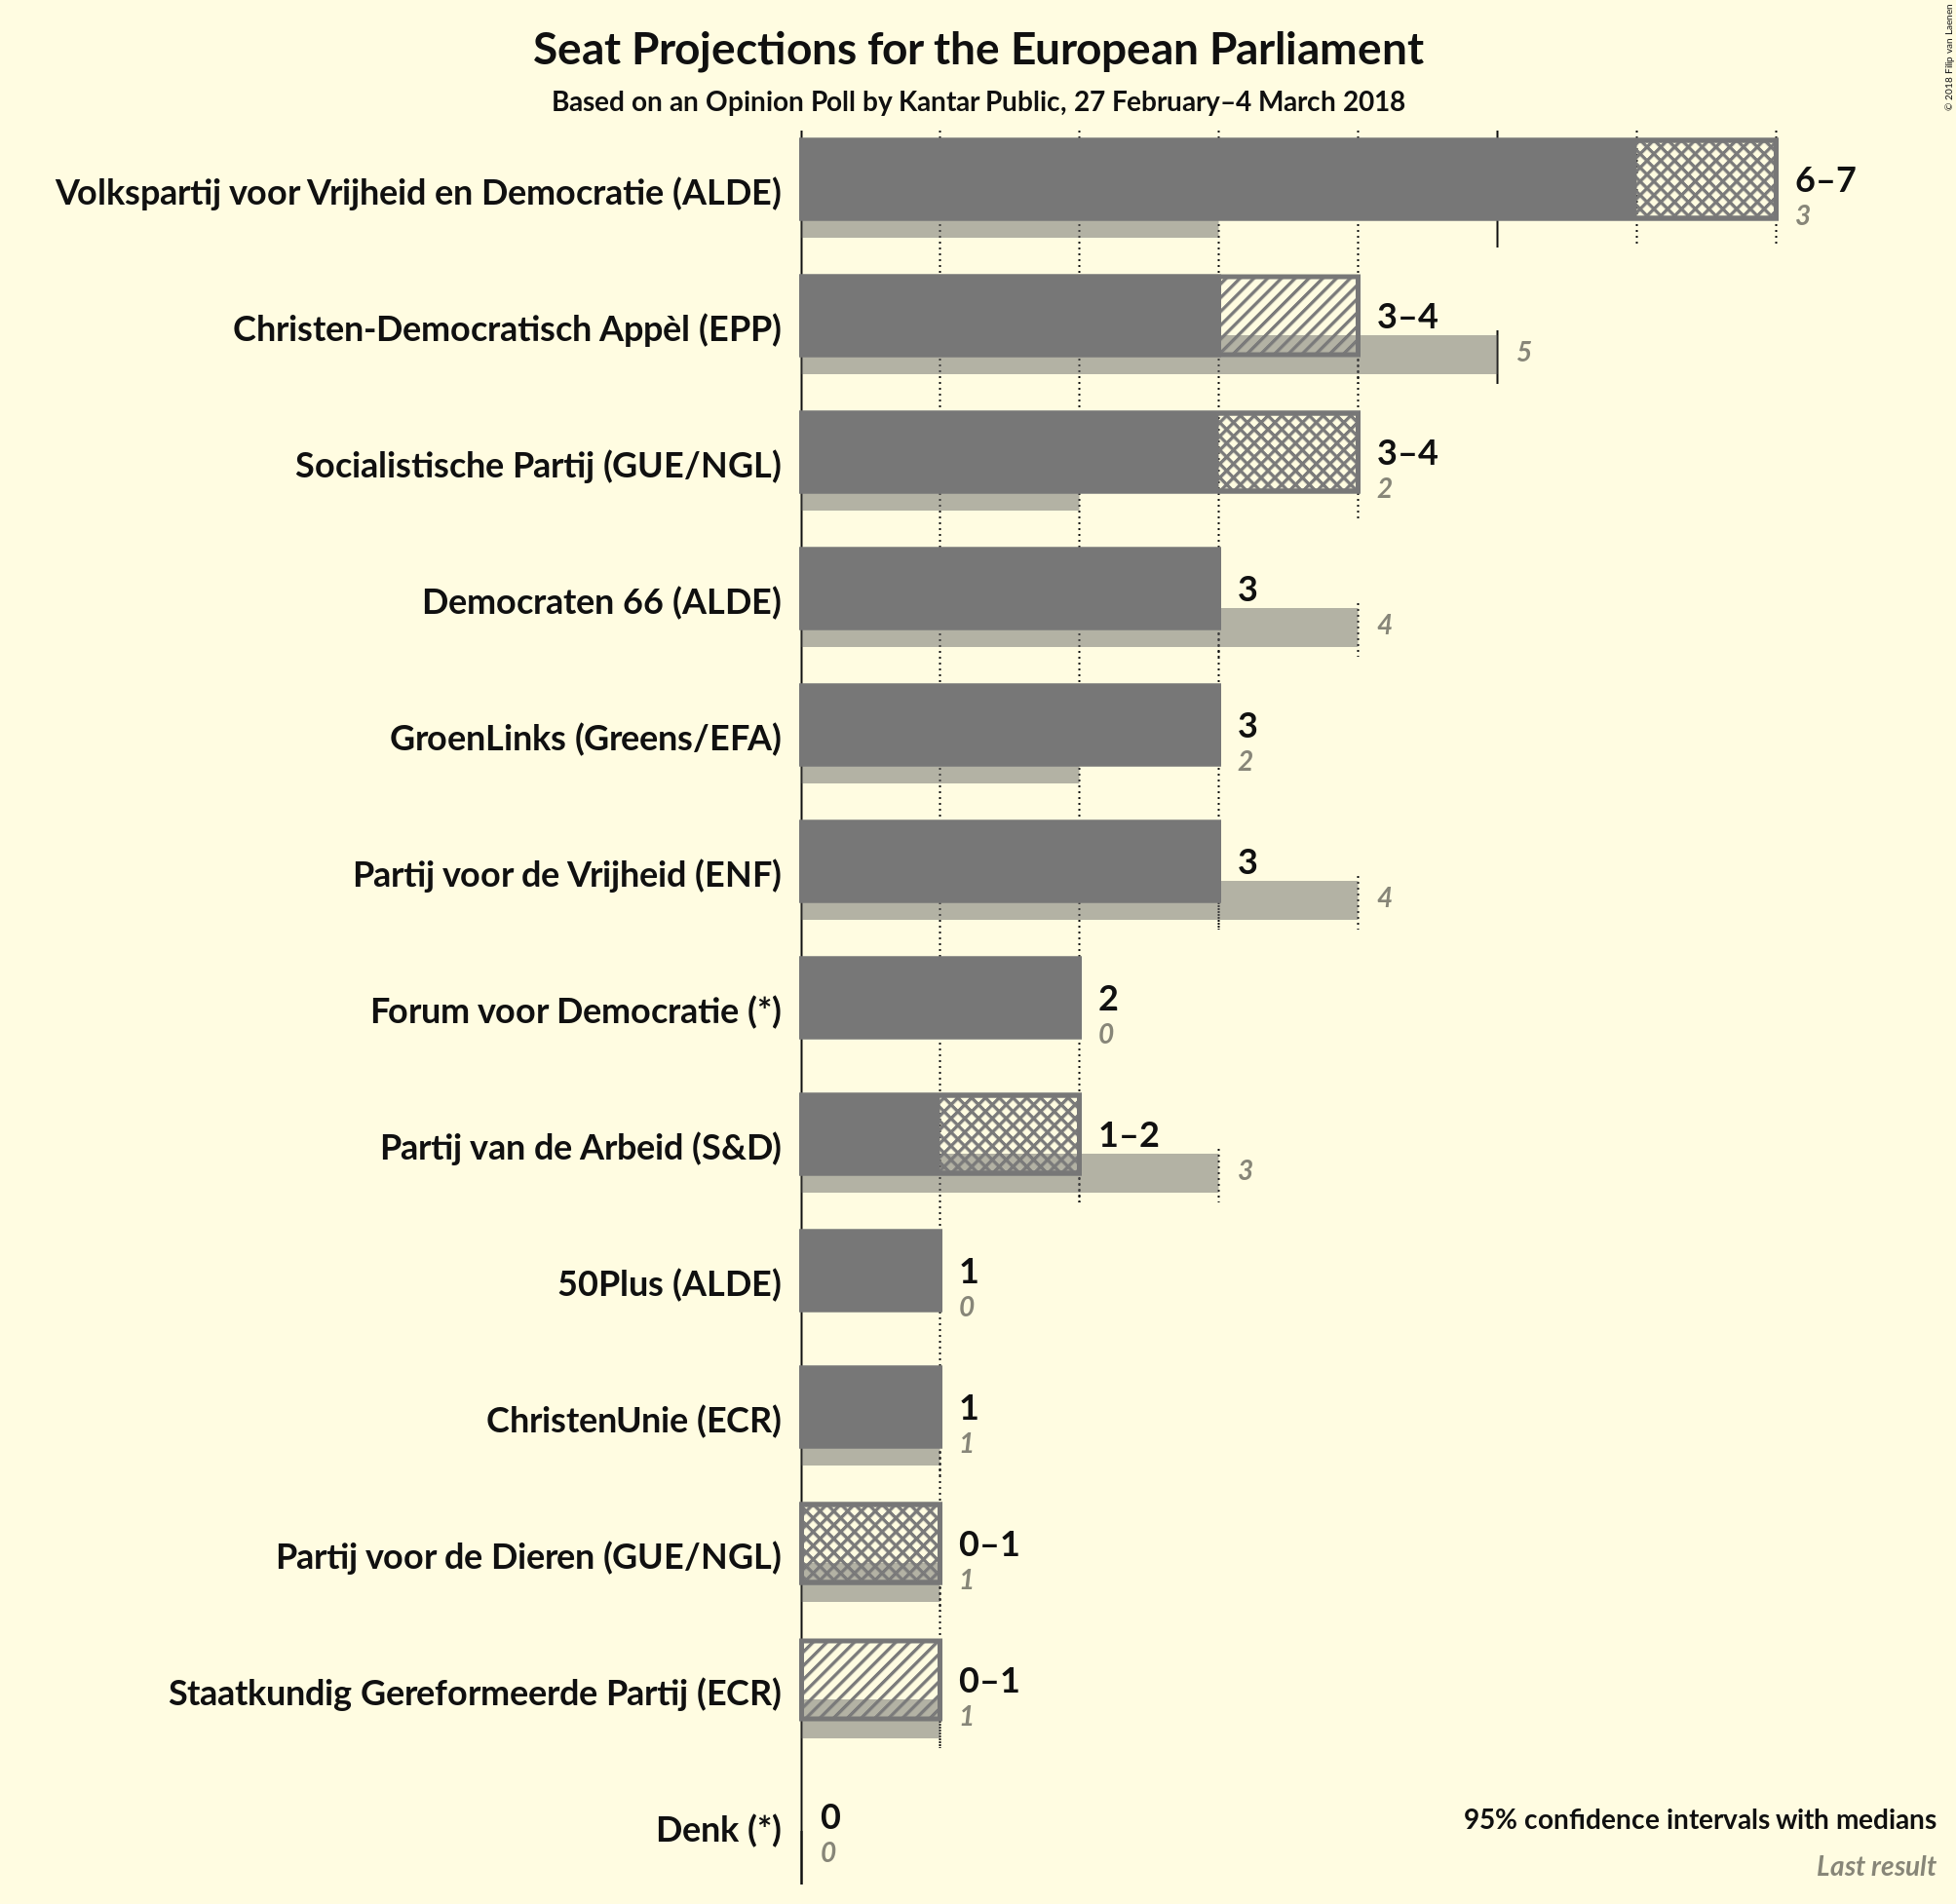 Seat Projections for the European Parliament
Based on an Opinion Poll by Kantar Public, 27 February–4 March 2018
© 2018 Filip van Laenen
Volkspartij voor Vrijheid en Democratie (ALDE)
6–7
3
Christen-Democratisch Appèl (EPP)
3–4
5
Socialistische Partij (GUE/NGL)
3–4
2
Democraten 66 (ALDE)
3
4
GroenLinks (Greens/EFA)
3
2
Partij voor de Vrijheid (ENF)
3
4
Forum voor Democratie (*)
2
0
Partij van de Arbeid (S&D)
1–2
3
50Plus (ALDE)
1
0
ChristenUnie (ECR)
1
1
Partij voor de Dieren (GUE/NGL)
0–1
1
Staatkundig Gereformeerde Partij (ECR)
0–1
1
Denk (*)
0
0
95% confidence intervals with medians
Last result